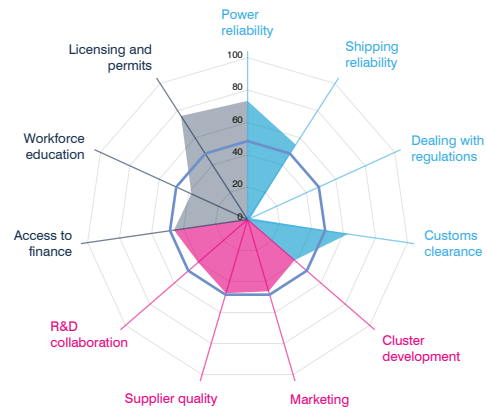 Power
reliability
Shipping
reliability
Dealing with
regulations
Customs
clearance
Cluster
development
Marketing
Supplier quality
R&D
collaboration
Access to
finance
Workforce
education
Licensing and
permits
100
80
60
40
20
0